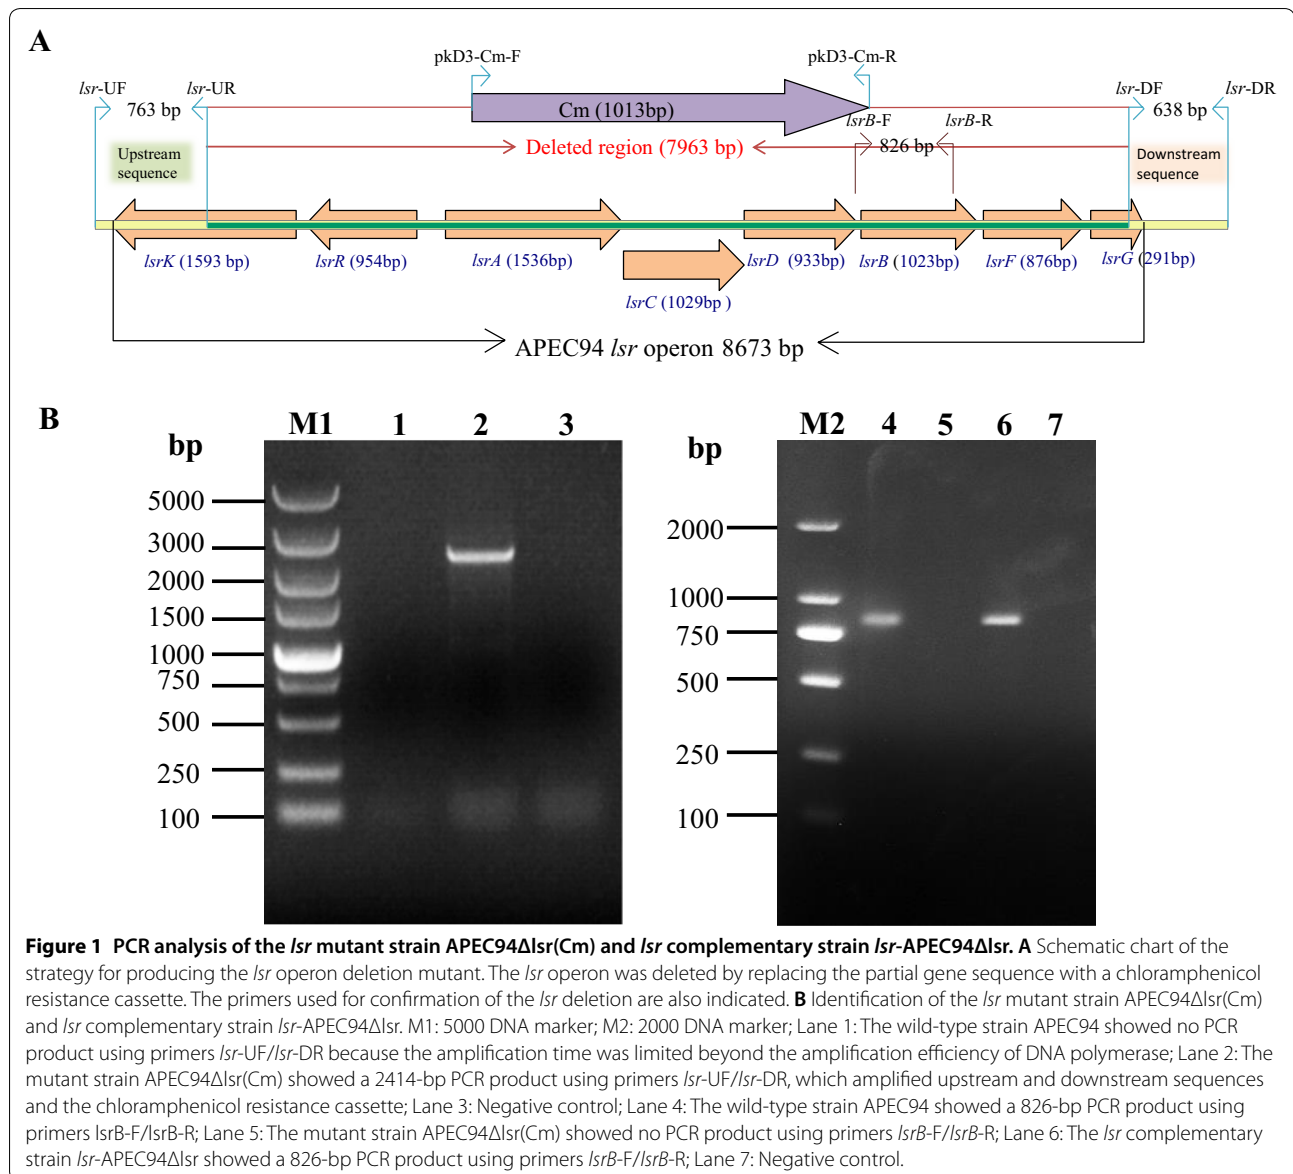 A
pkD3-Cm-F
pkD3-Cm-R
lsr-UF
lsr-UR
lsr-DF
lsr-DR
763 bp
Cm (1013bp)
638 bp
lsrB-F
lsrB-R
Upstream
sequence
Deleted region (7963 bp)
826 bp
Downstream
sequence
lsrK (1593 bp)
lsrR (954bp)
lsrA (1536bp)
lsrD (933bp)
lsrB (1023bp)
lsrF (876bp)
lsrG (291bp)
lsrC (1029bp )
APEC94 lsr operon 8673 bp
B
M1 1 2 3
bp
5000
3000
2000
1500
1000
750
500
250
100
M2 4 5 6 7
bp
2000
1000
750
500
250
100
Figure 1 PCR analysis of the lsr mutant strain APEC94Δlsr(Cm) and lsr complementary strain lsr-APEC94Δlsr. A Schematic chart of the
strategy for producing the lsr operon deletion mutant. The lsr operon was deleted by replacing the partial gene sequence with a chloramphenicol
resistance cassette. The primers used for confirmation of the lsr deletion are also indicated. B Identification of the lsr mutant strain APEC94Δlsr(Cm)
and lsr complementary strain lsr-APEC94Δlsr. M1: 5000 DNA marker; M2: 2000 DNA marker; Lane 1: The wild-type strain APEC94 showed no PCR
product using primers lsr-UF/lsr-DR because the amplification time was limited beyond the amplification efficiency of DNA polymerase; Lane 2: The
mutant strain APEC94Δlsr(Cm) showed a 2414-bp PCR product using primers lsr-UF/lsr-DR, which amplified upstream and downstream sequences
and the chloramphenicol resistance cassette; Lane 3: Negative control; Lane 4: The wild-type strain APEC94 showed a 826-bp PCR product using
primers lsrB-F/lsrB-R; Lane 5: The mutant strain APEC94Δlsr(Cm) showed no PCR product using primers lsrB-F/lsrB-R; Lane 6: The lsr complementary
strain lsr-APEC94Δlsr showed a 826-bp PCR product using primers lsrB-F/lsrB-R; Lane 7: Negative control.